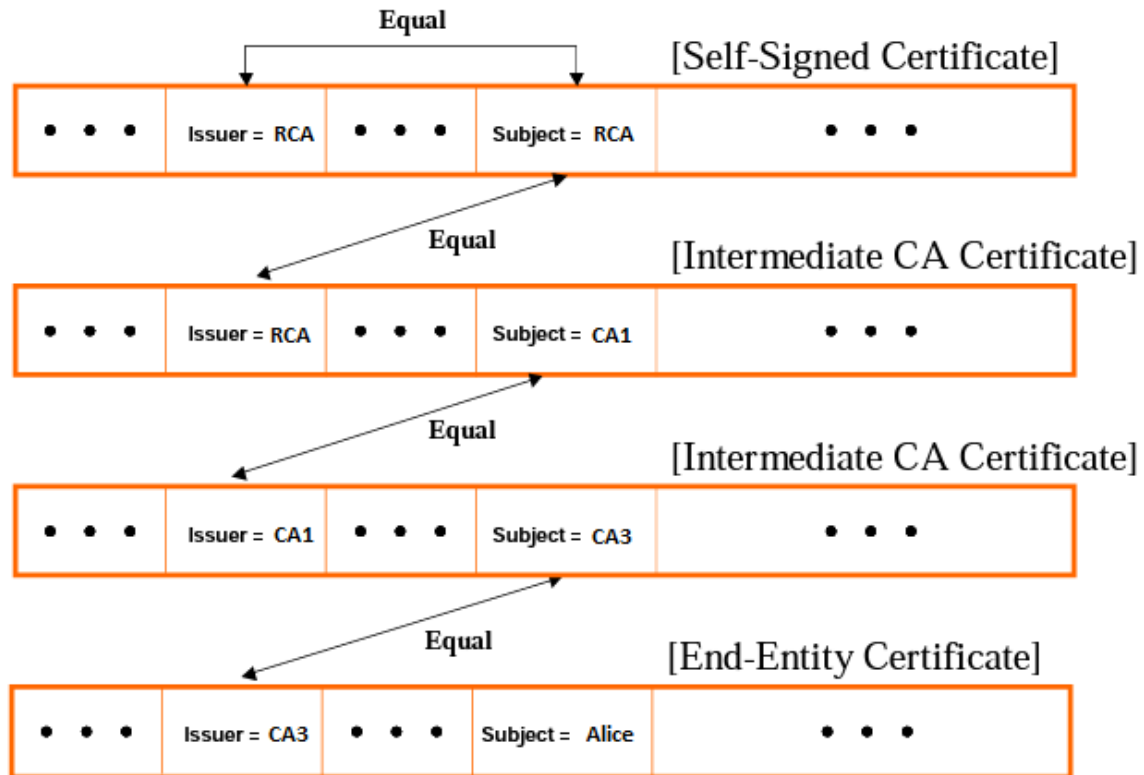 Equal
[Self-Signed Certificate]
• • • Issuer = RCA • • • Subject = RCA • • •
Equal
[Intermediate CA Certificate]
• • • Issuer = RCA • • • Subject = CA1 • • •
Equal
[Intermediate CA Certificate]
• • • Issuer = CA1 • • • Subject = CA3 • • •
Equal
[End-Entity Certificate]
• • • Issuer = CA3 • • • Subject = Alice • • •